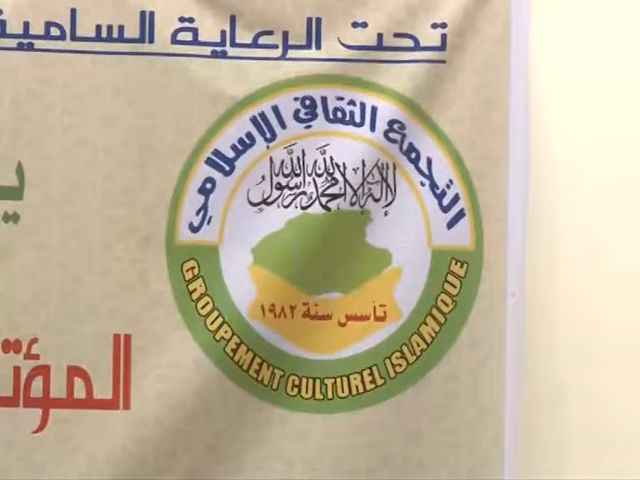 تحت الرعاية السامية
التجمع الثقافي الإسلامي
لا إله إلا الله محمد رسول الله
تأسس سنة ١٩٨٢
GROUPEMENT CULTUREL ISLAMIQUE